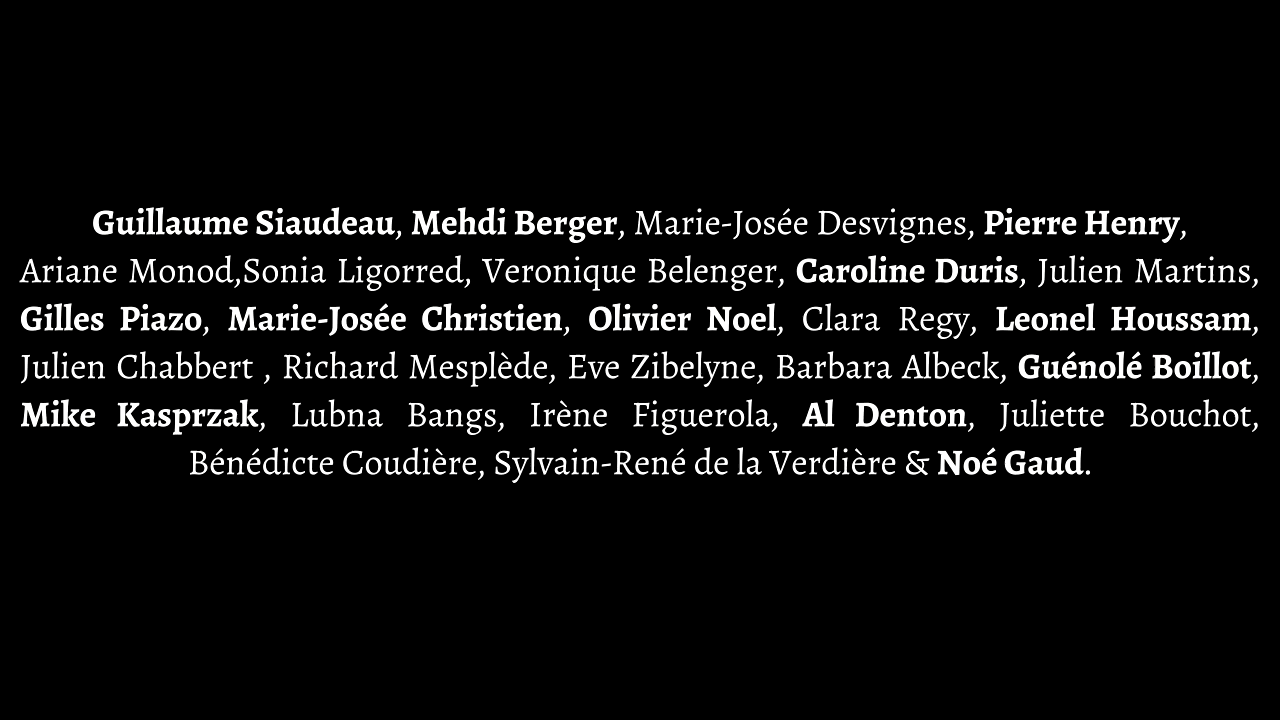 Guillaume Siaudeau, Mehdi Berger, Marie-Josée Desvignes, Pierre Henry,
Ariane Monod,Sonia Ligorred, Veronique Belenger, Caroline Duris, Julien Martins,
Gilles Piazo, Marie-Josée Christien, Olivier Noel, Clara Regy, Leonel Houssam,
Julien Chabbert , Richard Mesplède, Eve Zibelyne, Barbara Albeck, Guénolé Boillot,
Mike Kasprzak, Lubna Bangs, Irène Figuerola, Al Denton, Juliette Bouchot,
Bénédicte Coudière, Sylvain-René de la Verdière & Noé Gaud.